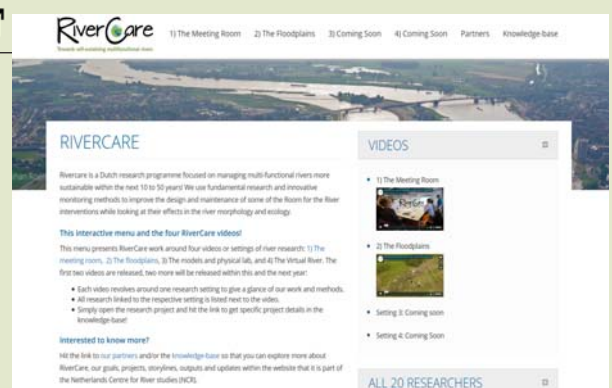 RiverCare
Towards self-sustaining multifunctional rivers
1) The Meeting Room 2) The Floodplains 3) Coming Soon 4) Coming Soon Partners Knowledge-base
RIVERCARE
Rivercare is a Dutch research programme focused on managing multi-functional rivers more
sustainable within the next 10 to 50 years! We use fundamental research and innovative
monitoring methods to improve the design and maintenance of some of the Room for the River
interventions while looking at their effects in the river morphology and ecology.
This interactive menu and the four RiverCare videos!
This menu presents RiverCare work around four videos or settings of river research: 1) The
meeting room, 2) The floodplains, 3) The models and physical lab, and 4) The Virtual River. The
first two videos are released, two more will be released within this and the next year:
• Each video revolves around one research setting to give a glance of our work and methods.
• All research linked to the respective setting is listed next to the video.
• Simply open the research project and hit the link to get specific project details in the
knowledge-base!
Interested to know more?
Hit the link to our partners and/or the knowledge-base so that you can explore more about
RiverCare, our goals, projects, storylines, outputs and updates within the website that it is part of
the Netherlands Centre for River studies (NCR).
VIDEOS
• 1) The Meeting Room
• 2) The Floodplains
• Setting 3: Coming soon
• Setting 4: Coming Soon
ALL 20 RESEARCHERS